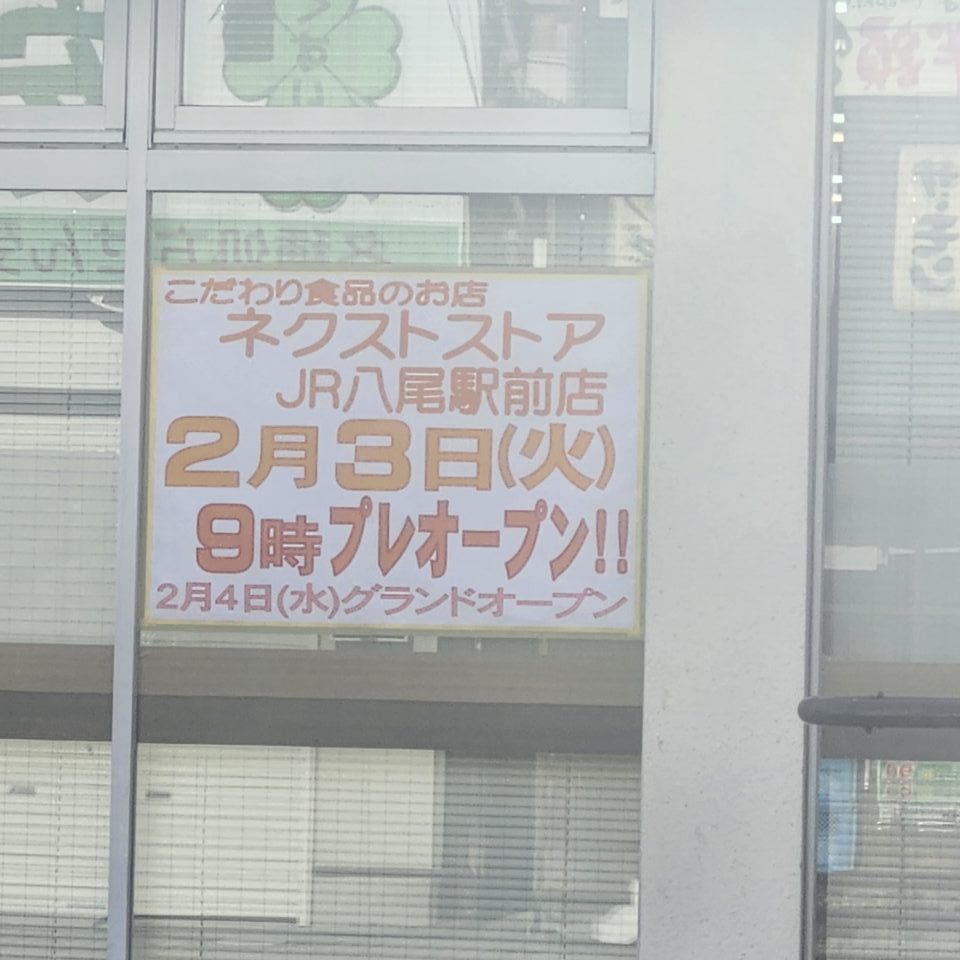 こだわり食品のお店
ネクストストア
JR八尾駅前店
2月3日(火)
9時プレオープン!!
2月4日(水)グランドオープン